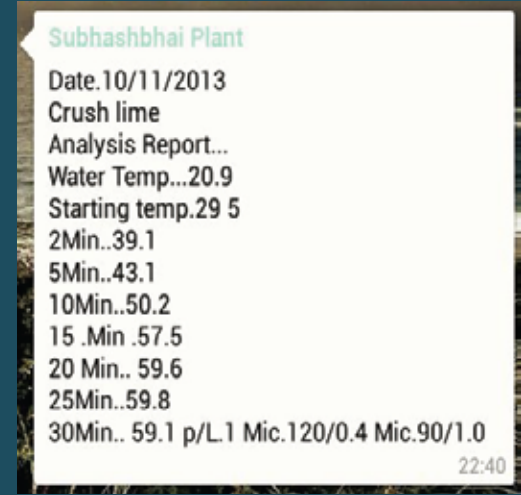 Subhashbhai Plant
Date.10/11/2013
Crush lime
Analysis Report...
Water Temp...20.9
Starting temp.29 5
2Min..39.1
5Min..43.1
10Min..50.2
15 .Min .57.5
20 Min.. 59.6
25Min..59.8
30Min.. 59.1 p/L.1 Mic.120/0.4 Mic.90/1.0
22:40